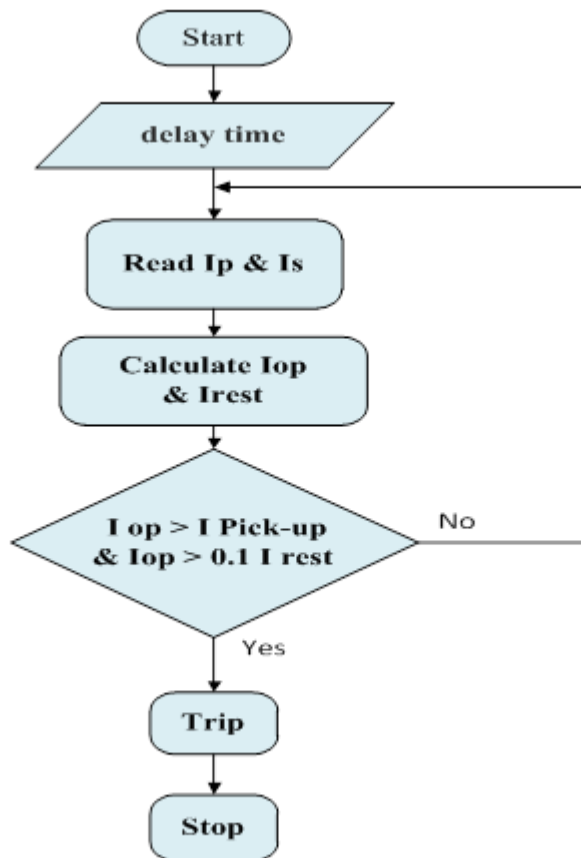 Start
delay time
Read Ip & Is
Calculate Iop
& Irest
I op > I Pick-up
& Iop > 0.1 I rest
No
Yes
Trip
Stop